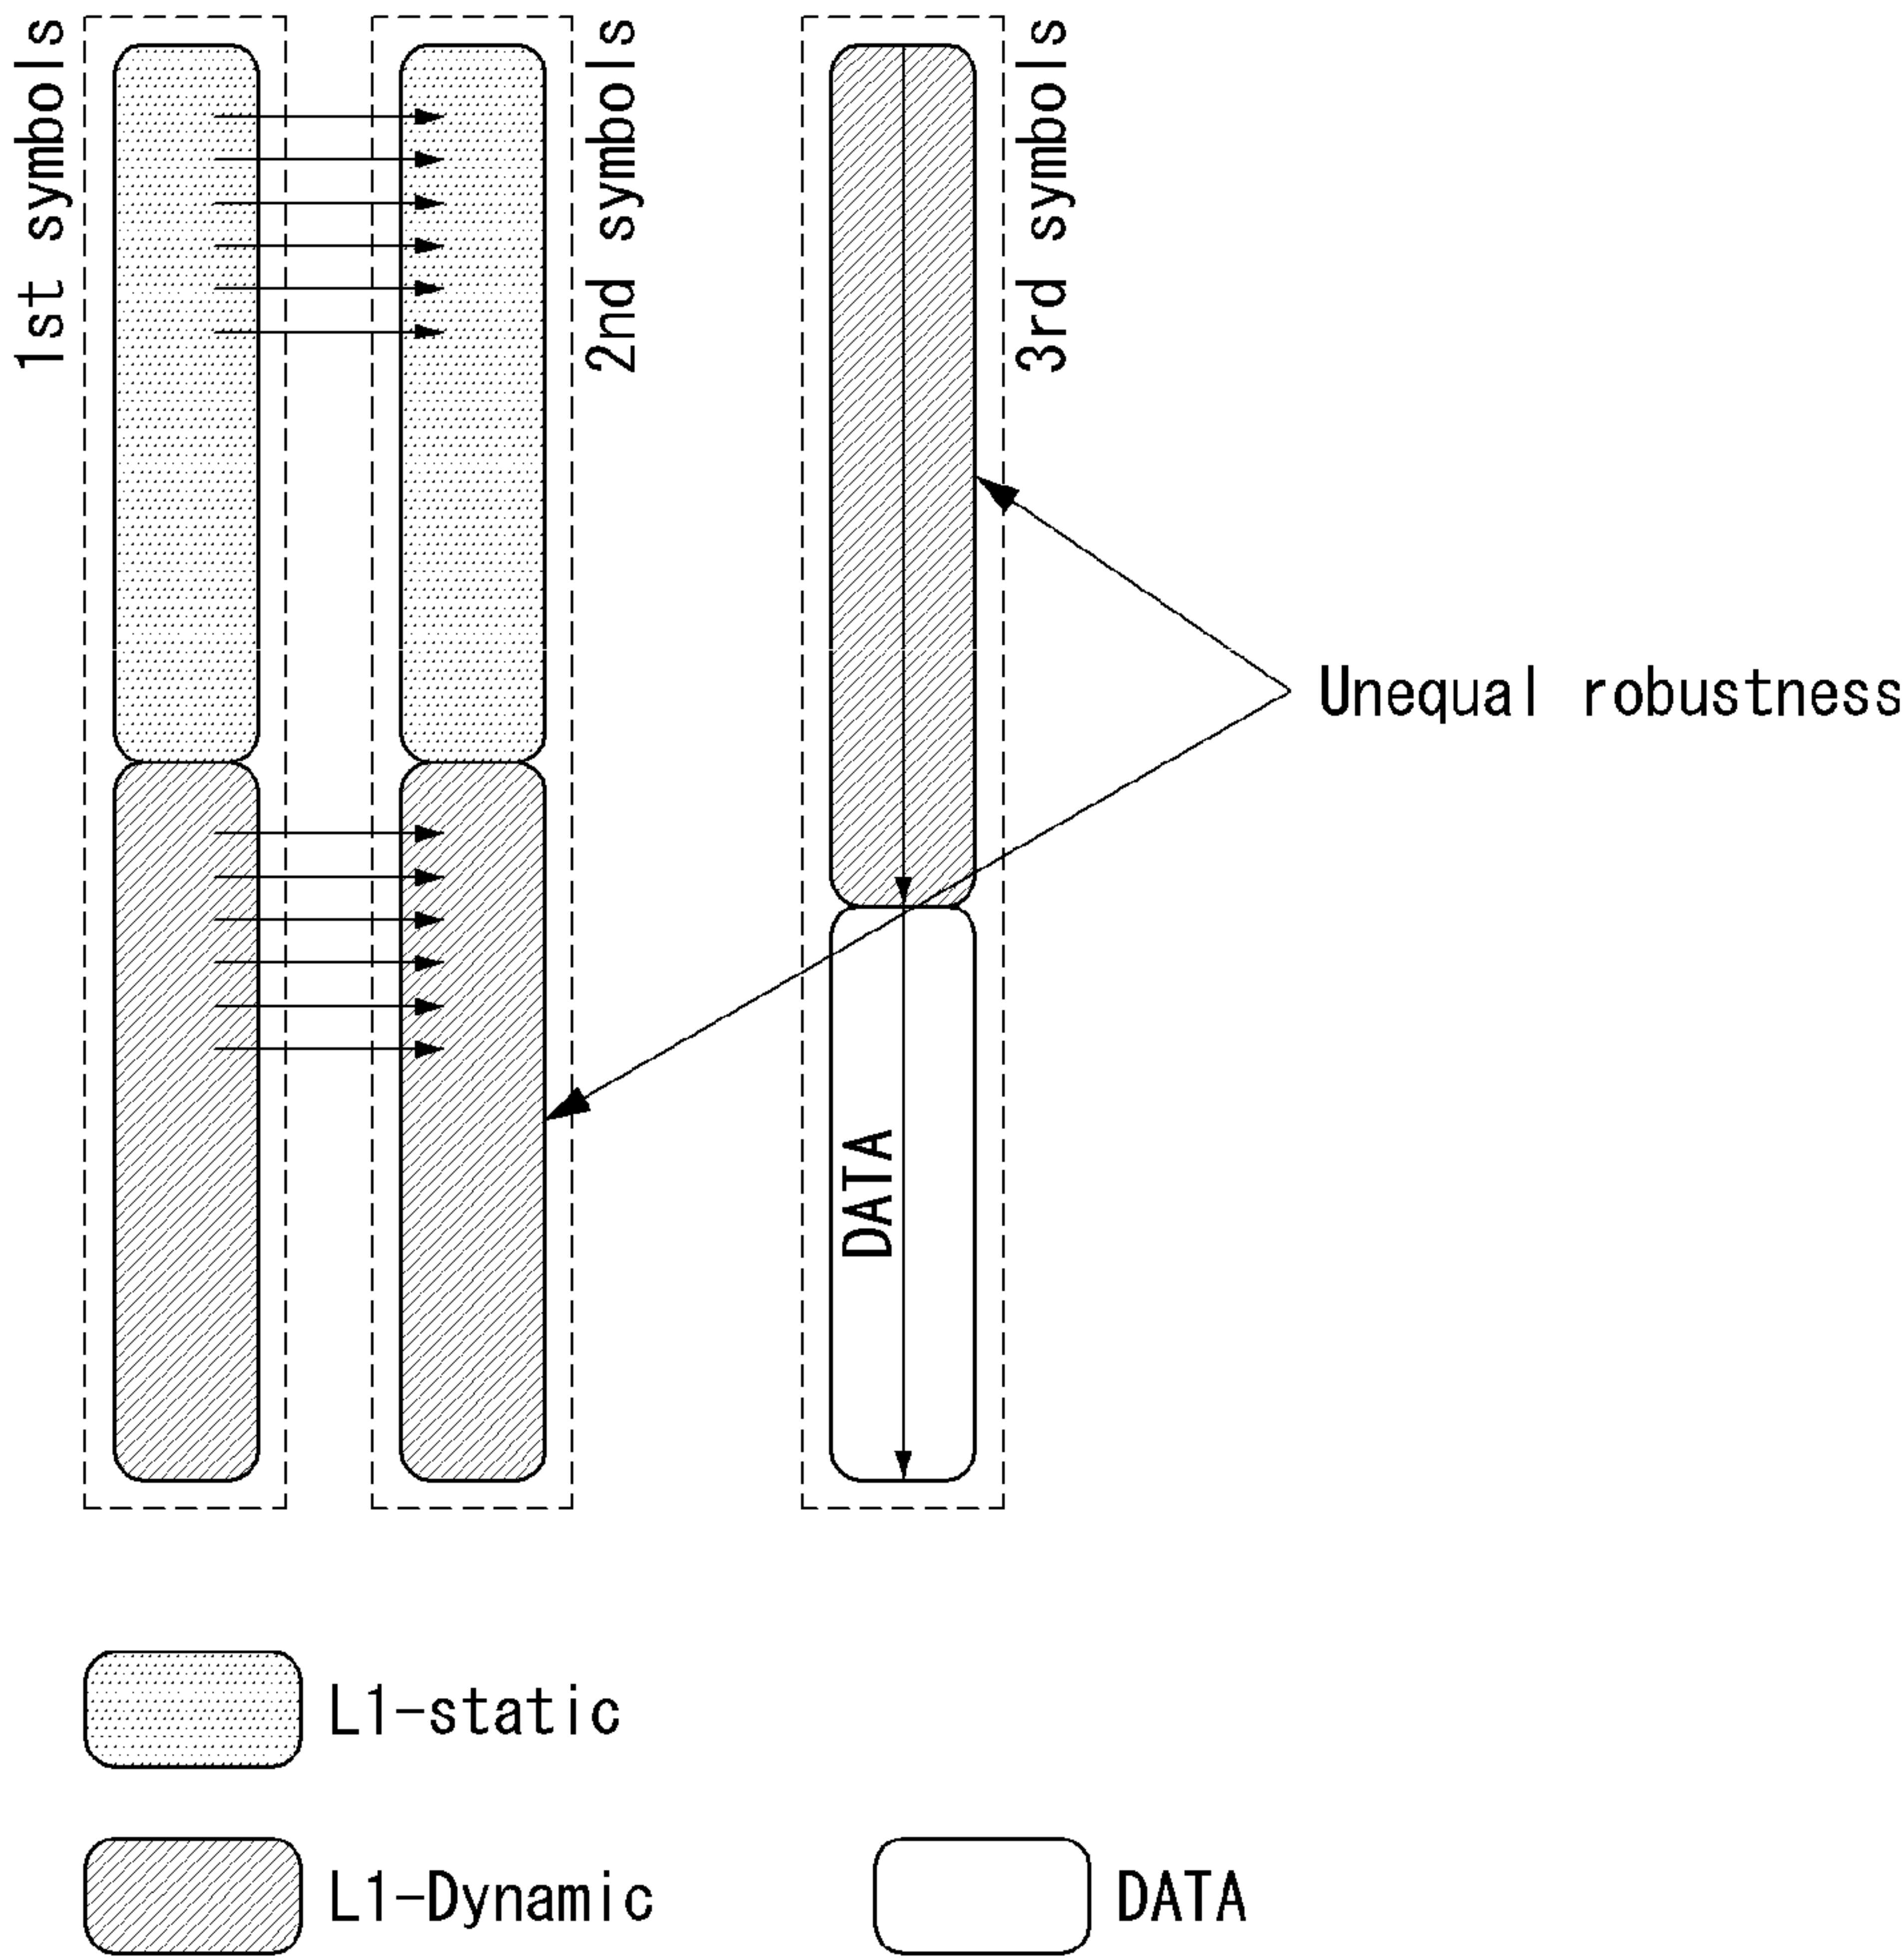 1st symbols
2nd symbols
3rd symbols
Unequal robustness
DATA
L1-static
L1-Dynamic
DATA